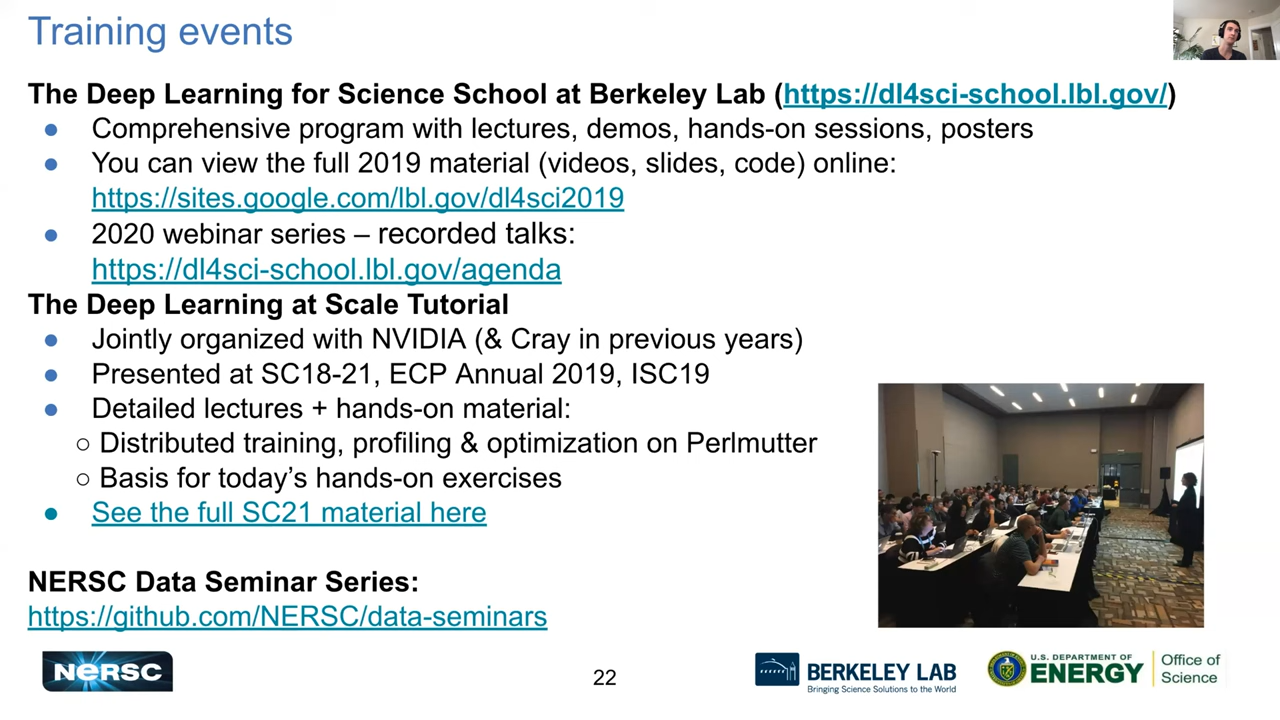 Training events
The Deep Learning for Science School at Berkeley Lab (https://dl4sci-school.lbl.gov/)
● Comprehensive program with lectures, demos, hands-on sessions, posters
● You can view the full 2019 material (videos, slides, code) online:
https://sites.google.com/lbl.gov/dl4sci2019
● 2020 webinar series – recorded talks:
https://dl4sci-school.lbl.gov/agenda
The Deep Learning at Scale Tutorial
● Jointly organized with NVIDIA (& Cray in previous years)
● Presented at SC18-21, ECP Annual 2019, ISC19
● Detailed lectures + hands-on material:
○ Distributed training, profiling & optimization on Perlmutter
○ Basis for today's hands-on exercises
● See the full SC21 material here
NERSC Data Seminar Series:
https://github.com/NERSC/data-seminars
NERSC
22
BERKELEY LAB
Bringing Science Solutions to the World
U.S. DEPARTMENT OF
ENERGY
Office of
Science